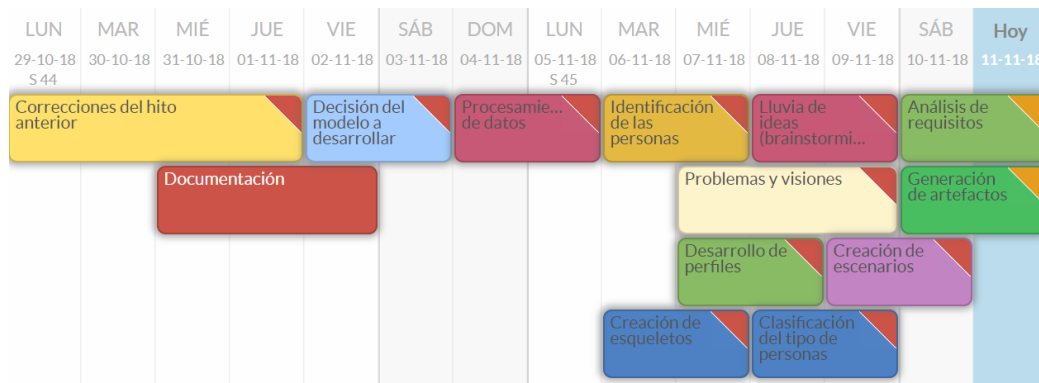 LUN MAR MIÉ JUE VIE SÁB DOM LUN MAR MIÉ JUE VIE SÁB Hoy
29-10-18 30-10-18 31-10-18 01-11-18 02-11-18 03-11-18 04-11-18 05-11-18 06-11-18 07-11-18 08-11-18 09-11-18 10-11-18 11-11-18
S 44 S 45
Correcciones del hito
anterior
Decisión del
modelo a
desarrollar
Procesamie...
de datos
Identificación
de las
personas
Lluvia de
ideas
(brainstormi...
Análisis de
requisitos
Documentación
Problemas y visiones
Generación
de artefactos
Desarrollo de
perfiles
Creación de
escenarios
Creación de
esqueletos
Clasificación
del tipo de
personas